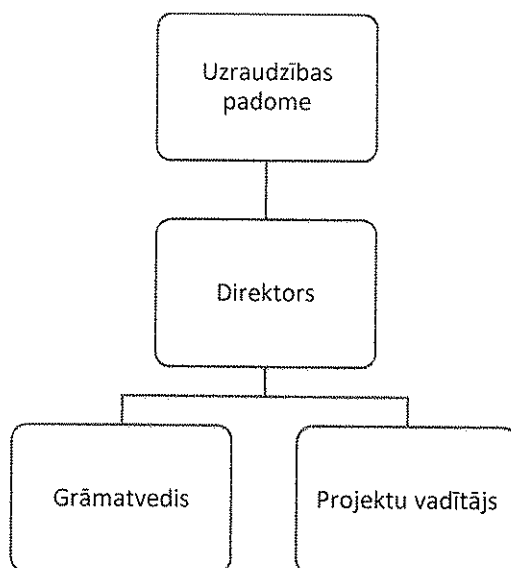 Uzraudzības
padome
Direktors
Grāmatvedis
Projektu vadītājs